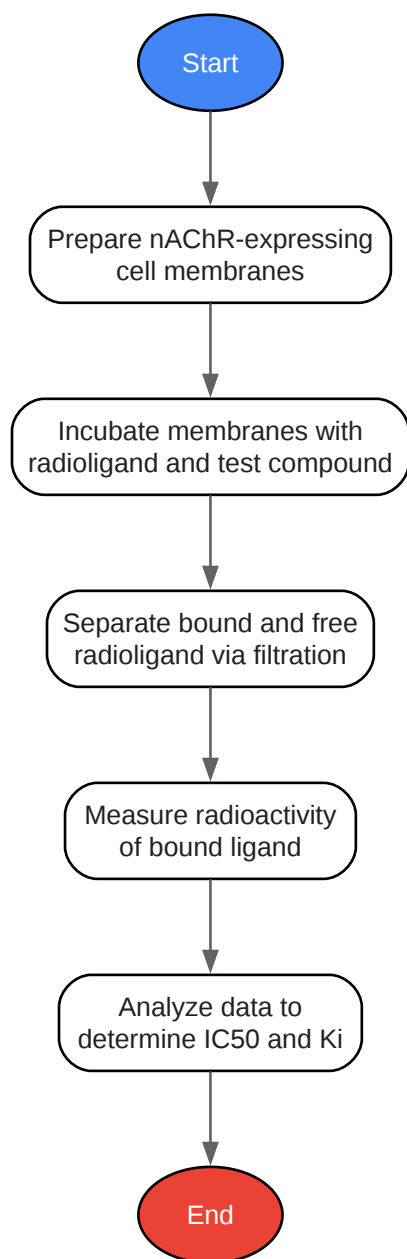 Start
Prepare nAChR-expressing
cell membranes
Incubate membranes with
radioligand and test compound
Separate bound and free
radioligand via filtration
Measure radioactivity
of bound ligand
Analyze data to
determine IC50 and Ki
End